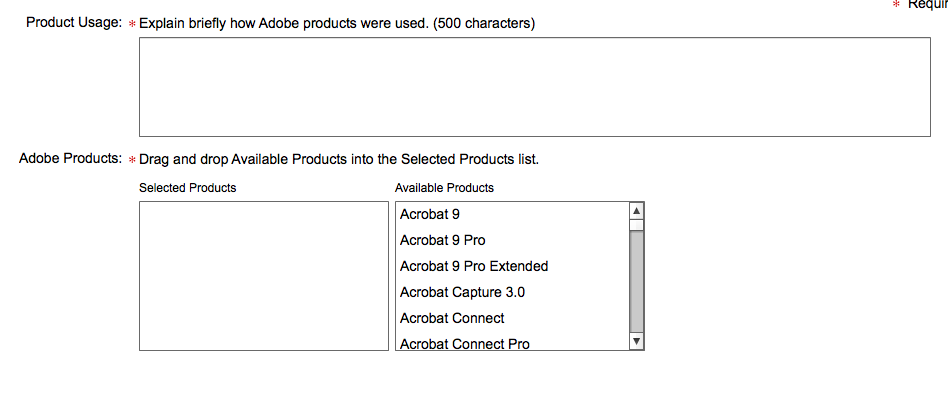 * Requir
Product Usage: * Explain briefly how Adobe products were used. (500 characters)
Adobe Products: * Drag and drop Available Products into the Selected Products list.
Selected Products Available Products
Acrobat 9
Acrobat 9 Pro
Acrobat 9 Pro Extended
Acrobat Capture 3.0
Acrobat Connect
Acrobat Connect Pro